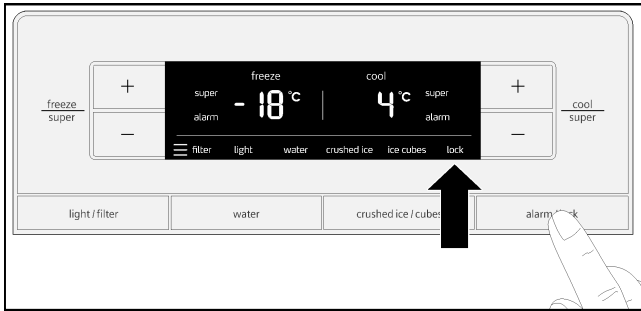 freeze cool
super super
alarm -18 °C 4 °C alarm
filter light water crushed ice ice cubes lock
freeze
super
+
−
+
−
cool
super
light / filter water crushed ice / cubes alarm